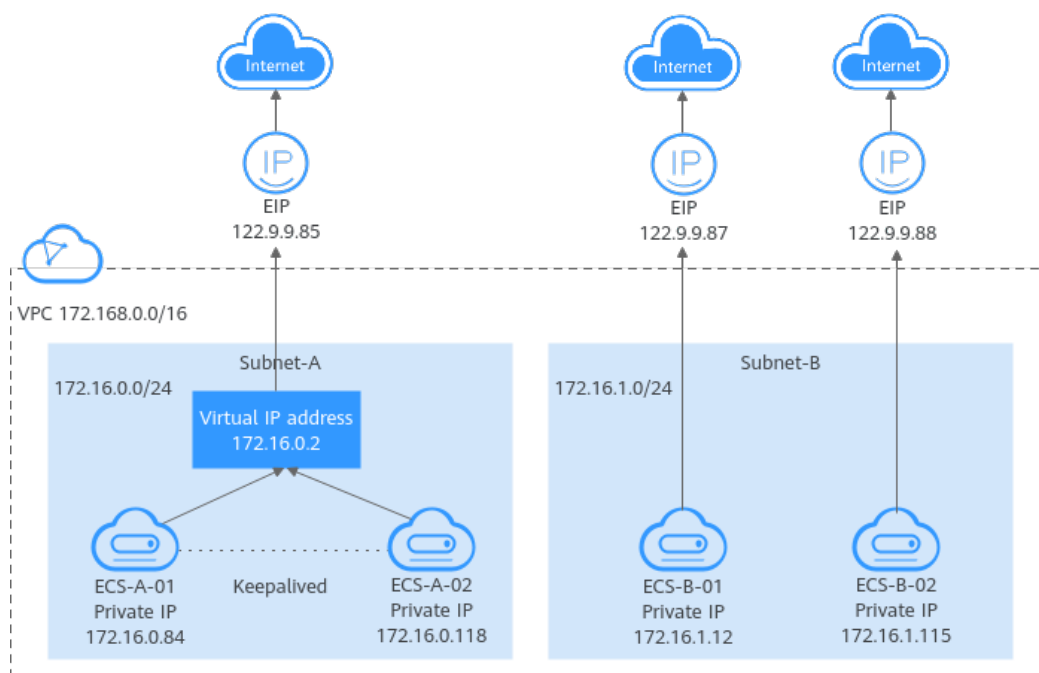 Internet
Internet
Internet
IP
IP
IP
EIP
122.9.9.85
EIP
122.9.9.87
EIP
122.9.9.88
VPC 172.168.0.0/16
Subnet-A
172.16.0.0/24
Virtual IP address
172.16.0.2
ECS-A-01
Private IP
172.16.0.84
Keepalived
ECS-A-02
Private IP
172.16.0.118
Subnet-B
172.16.1.0/24
ECS-B-01
Private IP
172.16.1.12
ECS-B-02
Private IP
172.16.1.115